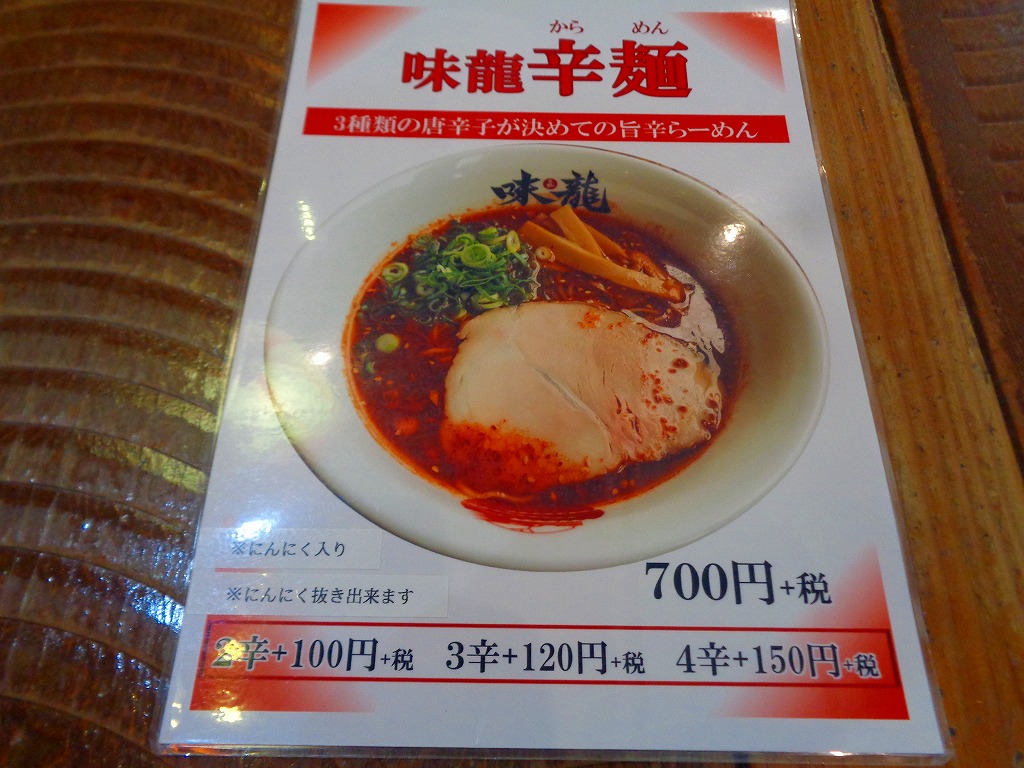 から めん
味龍辛麺
3種類の唐辛子が決めての旨辛らーめん
味龍
※にんにく入り
※にんにく抜き出来ます
700円+税
2辛+100円+税 3辛+120円+税 4辛+150円+税